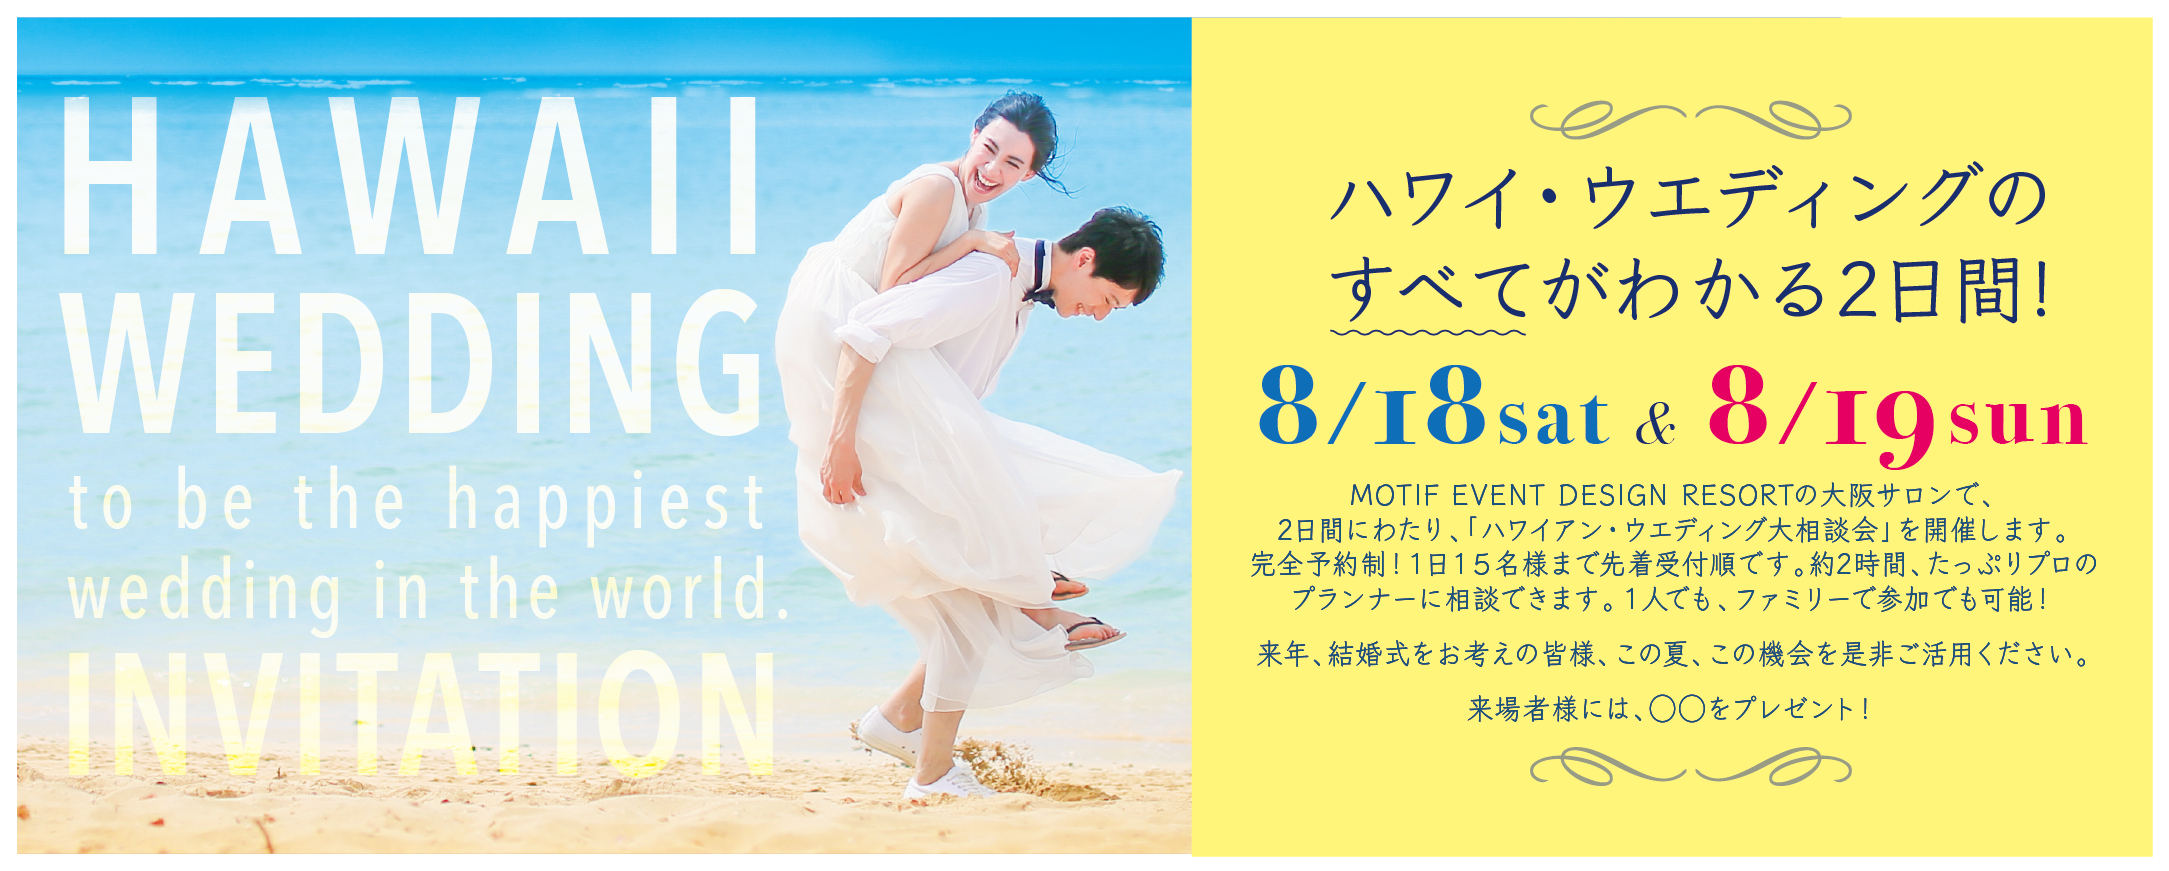 HAWAII
WEDDING
to be the happiest
wedding in the world.
INVITATION
ハワイ・ウエディングの
すべてがわかる2日間!
8/18sat & 8/19sun
MOTIF EVENT DESIGN RESORTの大阪サロンで、
2日間にわたり、「ハワイアン・ウエディング大相談会」を開催します。
完全予約制!1日15名様まで先着受付順です。約2時間、たっぷりプロの
プランナーに相談できます。1人でも、ファミリーで参加でも可能!
来年、結婚式をお考えの皆様、この夏、この機会を是非ご活用ください。
来場者様には、〇〇をプレゼント!